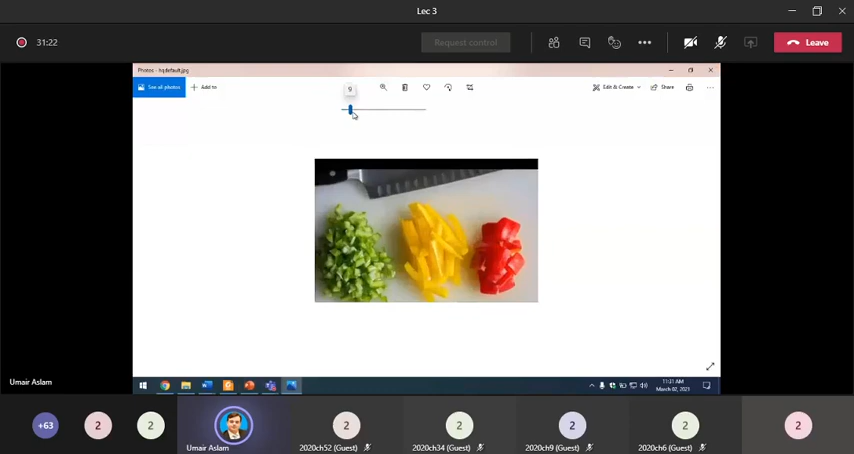 Lec 3
31:22
Request control
Leave
Photos - hqdefault.jpg
See all photos
Add to
9
Edit & Create
Share
Umair Aslam
11:31 AM
March 02, 2021
+63
2
2
Umair Aslam
2
2020ch52 (Guest)
2
2020ch34 (Guest)
2
2020ch9 (Guest)
2
2020ch6 (Guest)
2